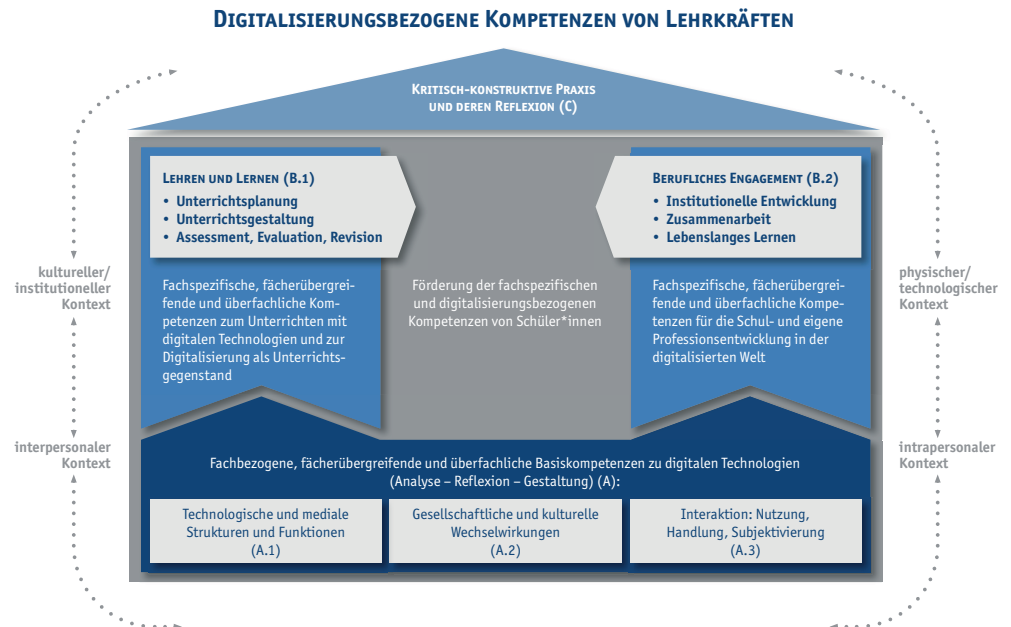 Digitalisierungsbezogene Kompetenzen von Lehrkräften
Kritisch-konstruktive Praxis
und deren Reflexion (C)
Lehren und Lernen (B.1)
• Unterrichtsplanung
• Unterrichtsgestaltung
• Assessment, Evaluation, Revision
Berufliches Engagement (B.2)
• Institutionelle Entwicklung
• Zusammenarbeit
• Lebenslanges Lernen
kultureller/
institutioneller
Kontext
Fachspezifische, fächerübergrei-
fende und überfachliche Kom-
petenzen zum Unterrichten mit
digitalen Technologien und zur
Digitalisierung als Unterrichts-
gegenstand
Förderung der fachspezifischen
und digitalisierungsbezogenen
Kompetenzen von Schüler*innen
Fachspezifische, fächerübergrei-
fende und überfachliche Kompe-
tenzen für die Schul- und eigene
Professionsentwicklung in der
digitalisierten Welt
physischer/
technologischer
Kontext
interpersonaler
Kontext
intrapersonaler
Kontext
Fachbezogene, fächerübergreifende und überfachliche Basiskompetenzen zu digitalen Technologien
(Analyse – Reflexion – Gestaltung) (A):
Technologische und mediale
Strukturen und Funktionen
(A.1)
Gesellschaftliche und kulturelle
Wechselwirkungen
(A.2)
Interaktion: Nutzung,
Handlung, Subjektivierung
(A.3)